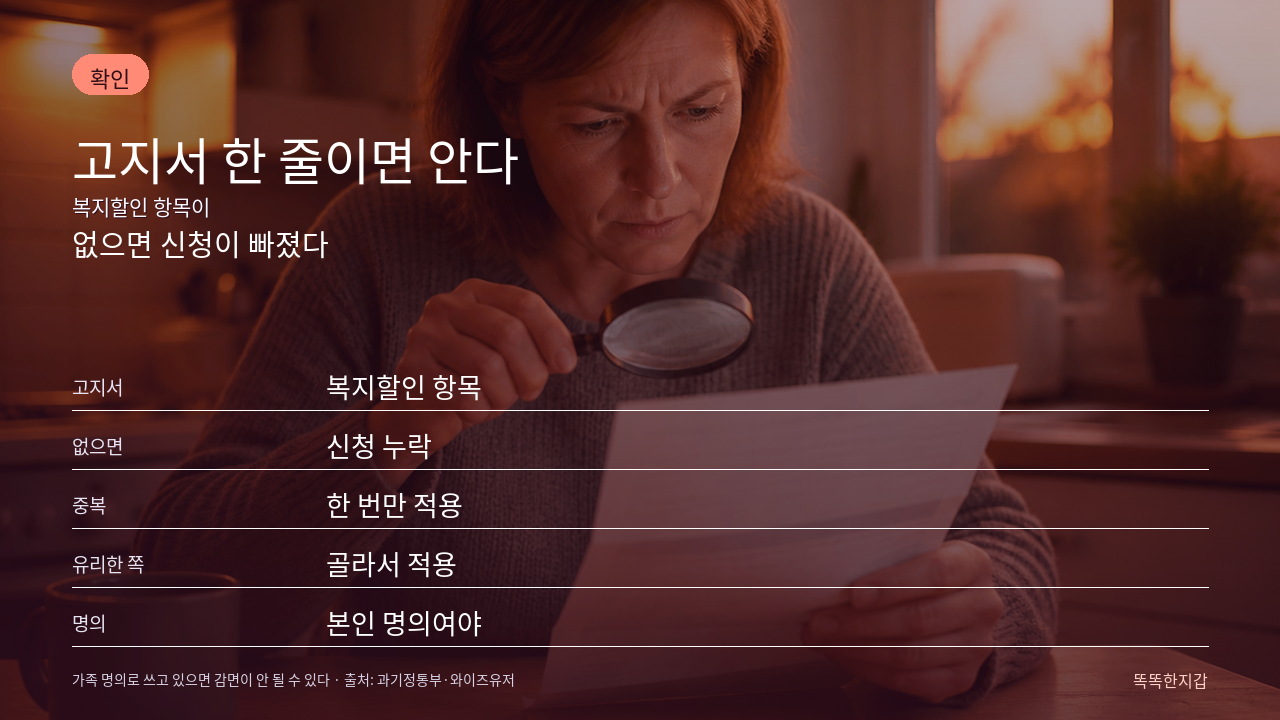 확인
고지서 한 줄이면 안다
복지할인 항목이
없으면 신청이 빠졌다
고지서 복지할인 항목
없으면 신청 누락
중복 한 번만 적용
유리한 쪽 골라서 적용
명의 본인 명의여야
가족 명의로 쓰고 있으면 감면이 안 될 수 있다 · 출처: 과기정통부·와이즈유저
똑똑한지갑